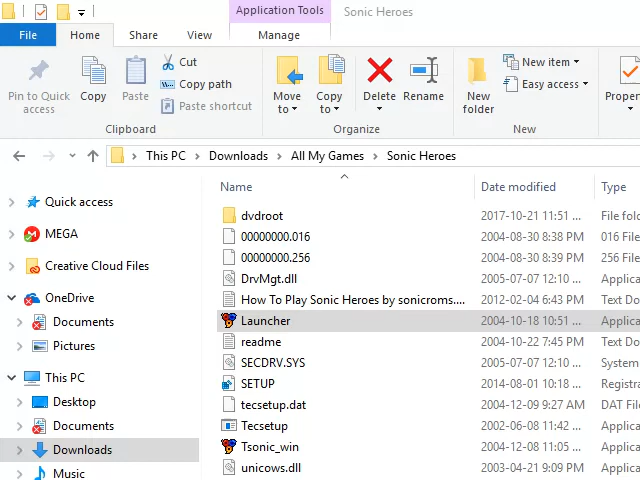 Application Tools Sonic Heroes
File Home Share View Manage
Pin to Quick access
Copy
Paste
Cut
Copy path
Paste shortcut
Clipboard
Move to
Copy to
Delete
Rename
Organize
New folder
New item
Easy access
New
Propert
This PC Downloads All My Games Sonic Heroes
Name Date modified Type
Quick access
MEGA
Creative Cloud Files
OneDrive
Documents
Pictures
This PC
Desktop
Documents
Downloads
Music
dvdroot 2017-10-21 11:51 ... File fol
00000000.016 2004-08-30 8:38 PM 016 File
00000000.256 2004-08-30 8:39 PM 256 File
DrvMgt.dll 2005-07-07 12:10 ... Applica
How To Play Sonic Heroes by sonicroms.... 2012-02-04 6:43 PM Text Do
Launcher 2004-10-18 10:51 ... Applica
readme 2004-10-22 7:45 PM Text Do
SECDRV.SYS 2005-07-07 12:10 ... System
SETUP 2014-08-01 10:18 ... Registra
tecsetup.dat 2004-12-09 9:27 AM DAT Fil
Tecsetup 2002-06-08 11:42 ... Applica
Tsonic_win 2004-12-08 11:05 ... Applica
unicows.dll 2003-04-21 9:09 PM Applica